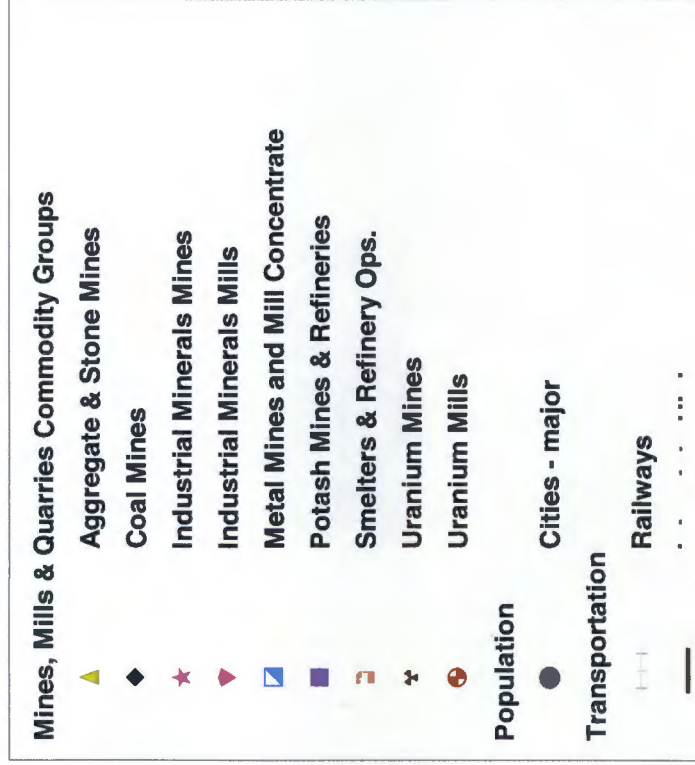 Mines, Mills & Quarries Commodity Groups
Aggregate & Stone Mines
Coal Mines
Industrial Minerals Mines
Industrial Minerals Mills
Metal Mines and Mill Concentrate
Potash Mines & Refineries
Smelters & Refinery Ops.
Uranium Mines
Uranium Mills
Population
Cities - major
Transportation
Railways